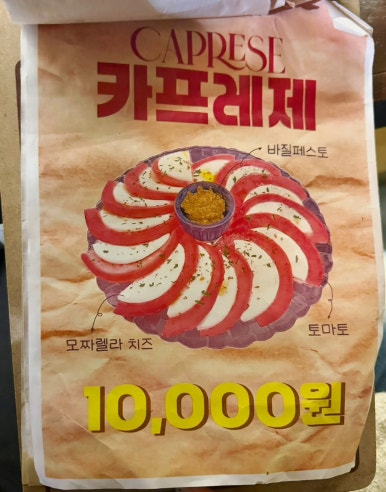 CAPRESE
카프레제
바질페스토
모짜렐라 치즈
토마토
10,000원